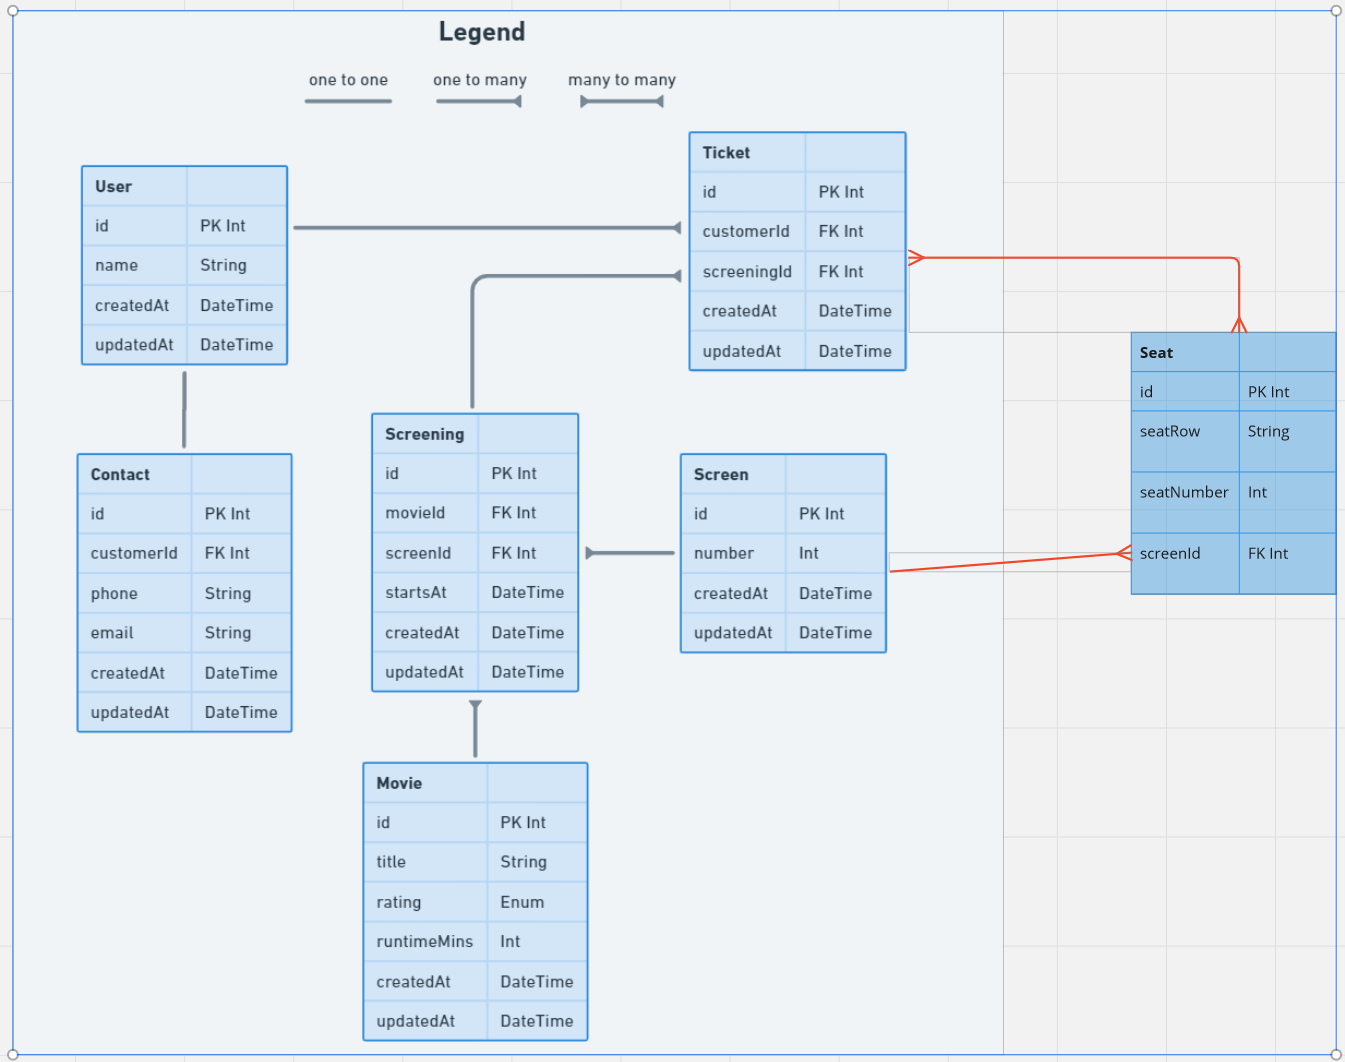 Legend
one to one
one to many
many to many
User
id PK Int
name String
createdAt DateTime
updatedAt DateTime
Ticket
id PK Int
customerId FK Int
screeningId FK Int
createdAt DateTime
updatedAt DateTime
Seat
id PK Int
seatRow String
seatNumber Int
screenId FK Int
Contact
id PK Int
customerId FK Int
phone String
email String
createdAt DateTime
updatedAt DateTime
Screening
id PK Int
movieId FK Int
screenId FK Int
startsAt DateTime
createdAt DateTime
updatedAt DateTime
Screen
id PK Int
number Int
createdAt DateTime
updatedAt DateTime
Movie
id PK Int
title String
rating Enum
runtimeMins Int
createdAt DateTime
updatedAt DateTime